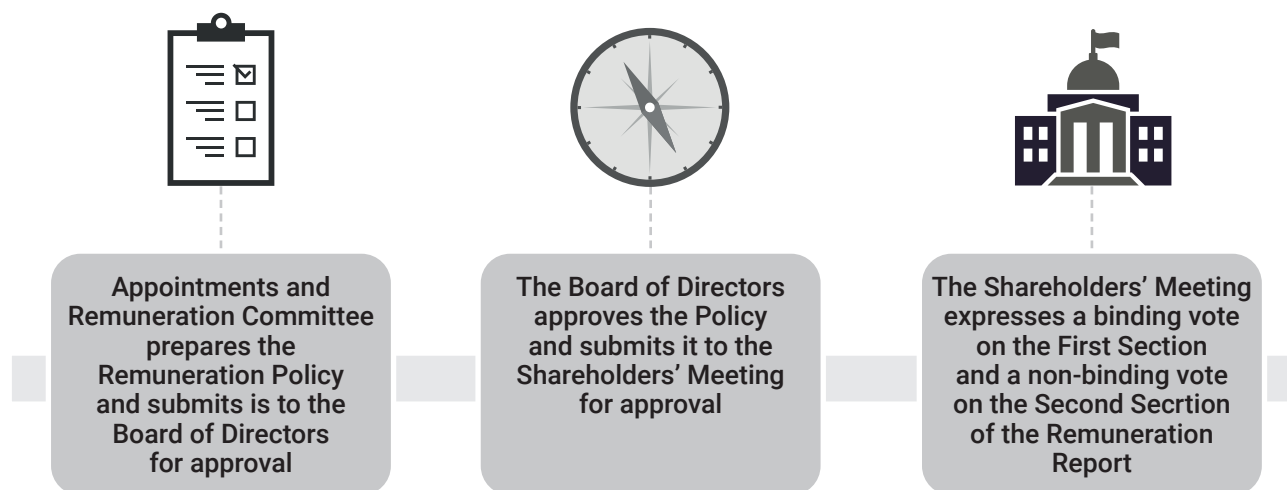 Appointments and
Remuneration Committee
prepares the
Remuneration Policy
and submits is to the
Board of Directors
for approval
The Board of Directors
approves the Policy
and submits it to the
Shareholders’ Meeting
for approval
The Shareholders’ Meeting
expresses a binding vote
on the First Section
and a non-binding vote
on the Second Secrtion
of the Remuneration
Report